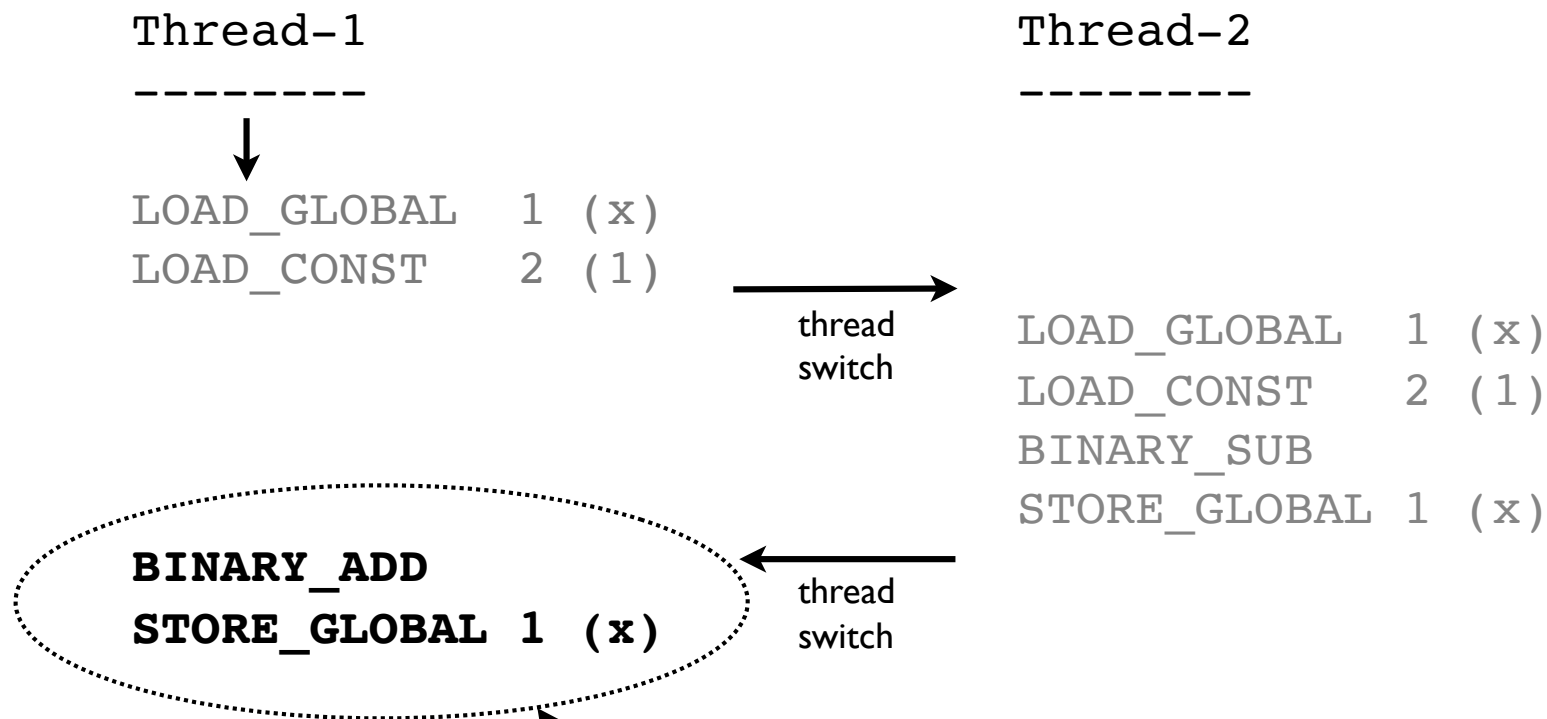 Thread-1
--------
LOAD_GLOBAL 1 (x)
LOAD_CONST 2 (1)
thread
switch
Thread-2
--------
LOAD_GLOBAL 1 (x)
LOAD_CONST 2 (1)
BINARY_SUB
STORE_GLOBAL 1 (x)
thread
switch
BINARY_ADD
STORE_GLOBAL 1 (x)